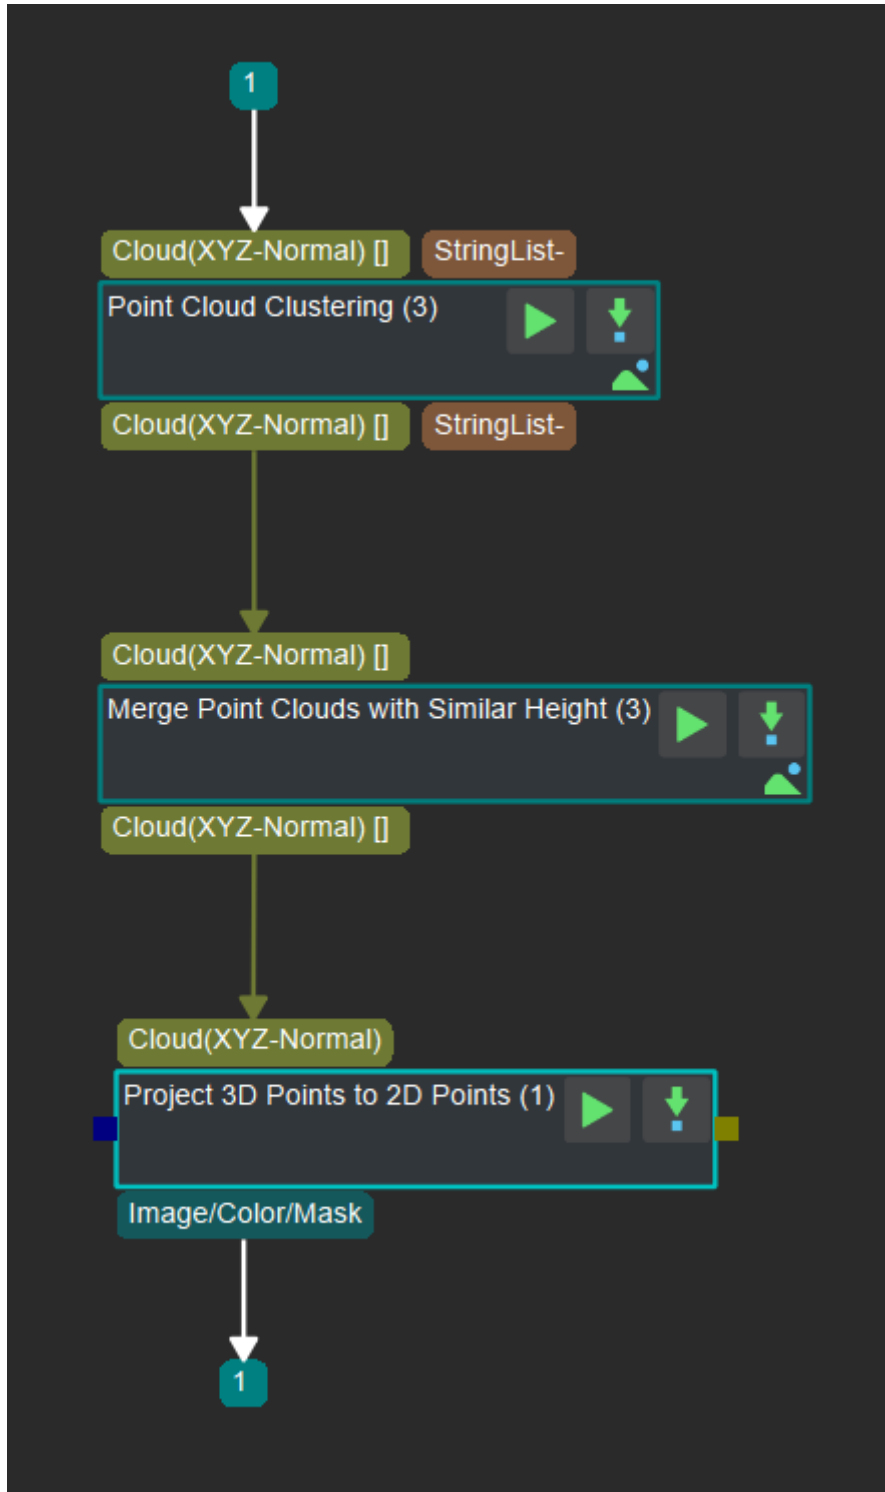 1
Cloud(XYZ-Normal) [] StringList-
Point Cloud Clustering (3)
Cloud(XYZ-Normal) [] StringList-
Cloud(XYZ-Normal) []
Merge Point Clouds with Similar Height (3)
Cloud(XYZ-Normal) []
Cloud(XYZ-Normal)
Project 3D Points to 2D Points (1)
Image/Color/Mask
1